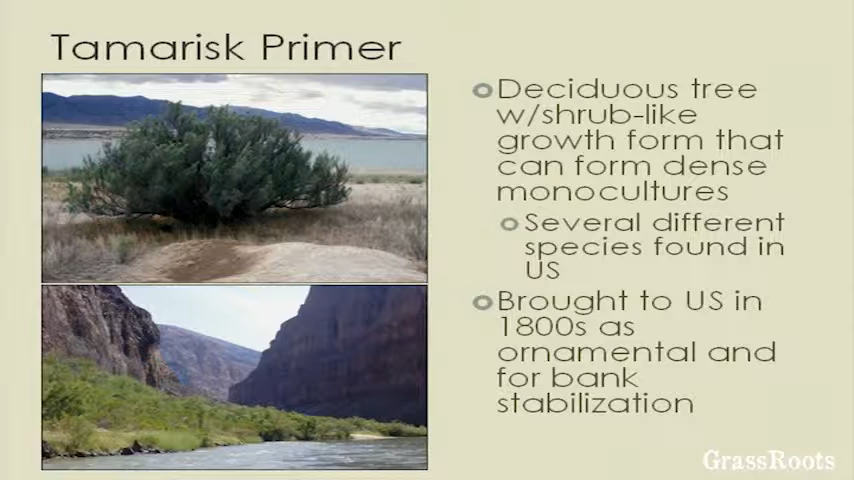 Tamarisk Primer
Deciduous tree
w/shrub-like
growth form that
can form dense
monocultures
Several different
species found in
US
Brought to US in
1800s as
ornamental and
for bank
stabilization
GrassRoots